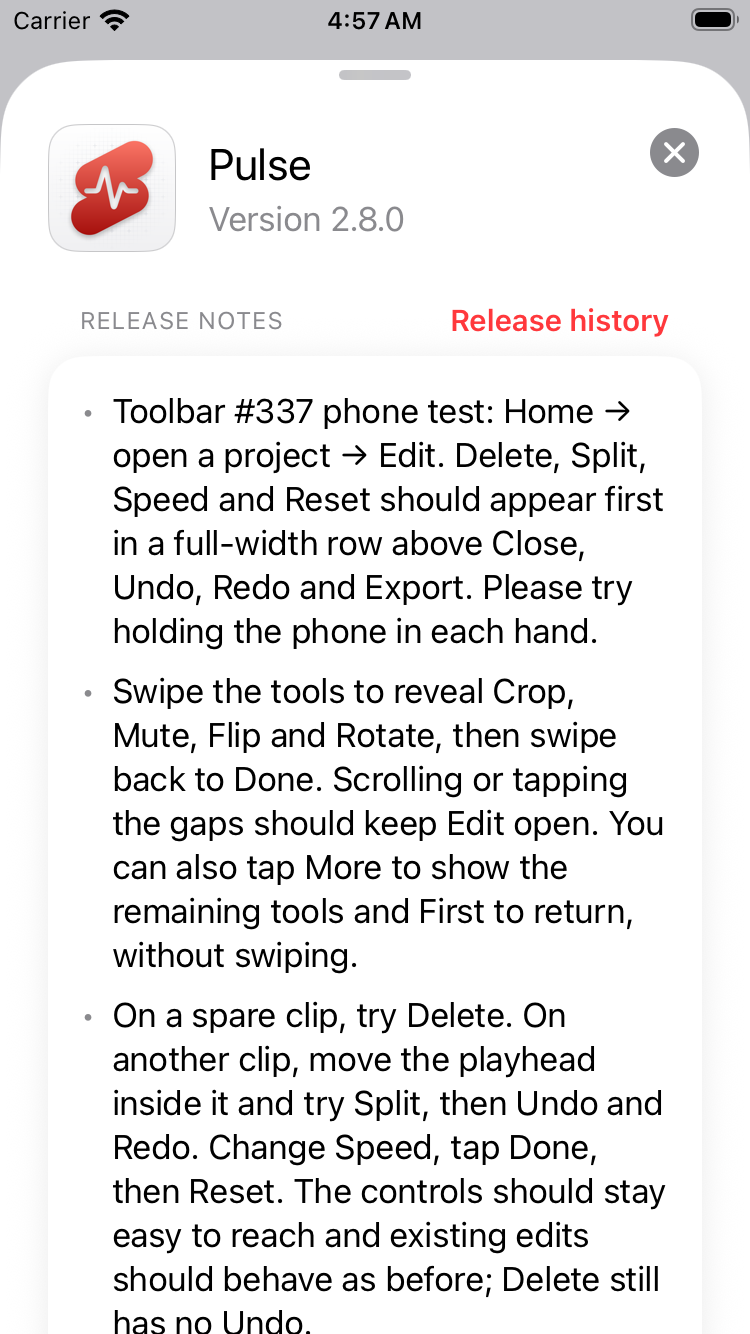 Carrier 4:57 AM
Pulse
Version 2.8.0
RELEASE NOTES Release history
• Toolbar #337 phone test: Home →
open a project → Edit. Delete, Split,
Speed and Reset should appear first
in a full-width row above Close,
Undo, Redo and Export. Please try
holding the phone in each hand.
• Swipe the tools to reveal Crop,
Mute, Flip and Rotate, then swipe
back to Done. Scrolling or tapping
the gaps should keep Edit open. You
can also tap More to show the
remaining tools and First to return,
without swiping.
• On a spare clip, try Delete. On
another clip, move the playhead
inside it and try Split, then Undo and
Redo. Change Speed, tap Done,
then Reset. The controls should stay
easy to reach and existing edits
should behave as before; Delete still
has no Undo.